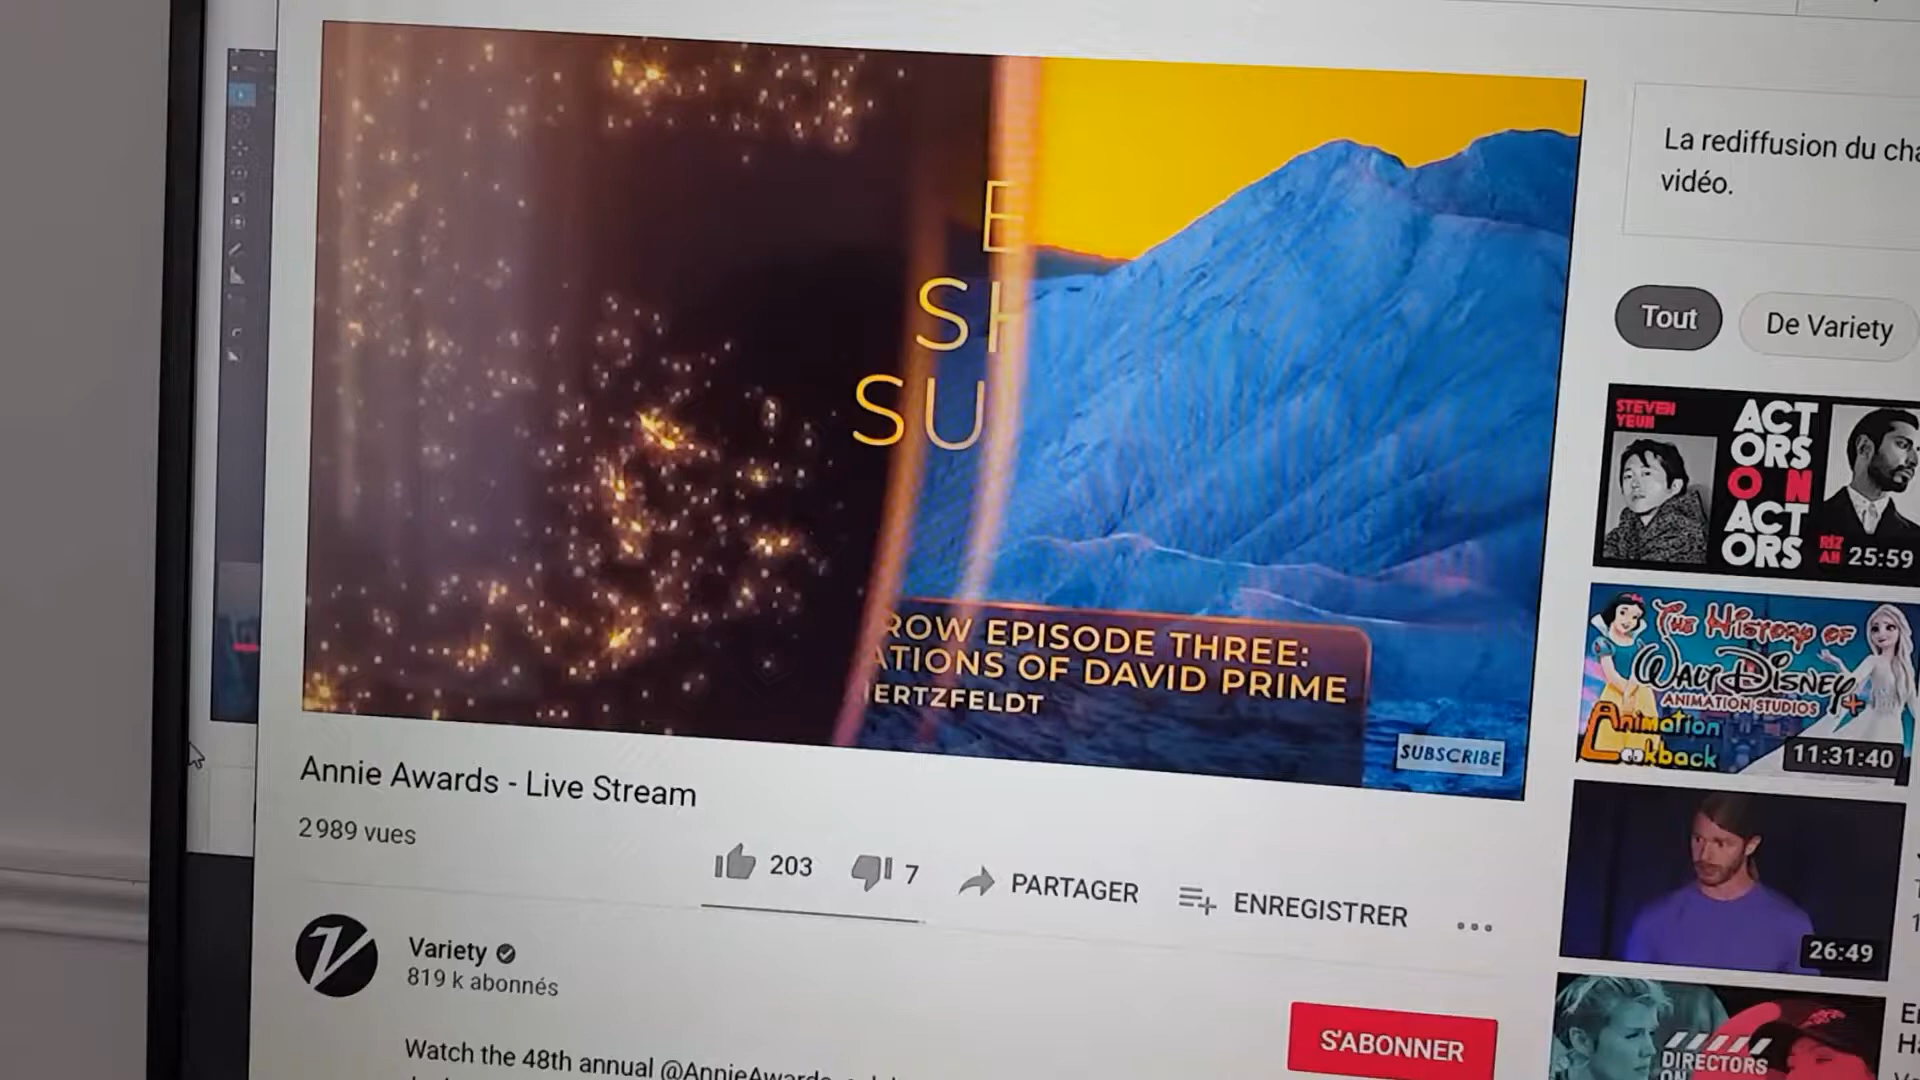 E
SH
SU
ROW EPISODE THREE:
ATIONS OF DAVID PRIME
ERTZFELDT
SUBSCRIBE
Annie Awards - Live Stream
2 989 vues
203
7
PARTAGER
ENREGISTRER
Variety
819 k abonnés
S'ABONNER
Watch the 48th annual @AnnieAwards
La rediffusion du cha
vidéo.
Tout
De Variety
STEVEN
YEUN
ACT
ORS
ON
ACT
ORS
RIZ
AH
25:59
The History of
Walt Disney
ANIMATION STUDIOS
Animation
Lookback
11:31:40
26:49
DIRECTORS
ON